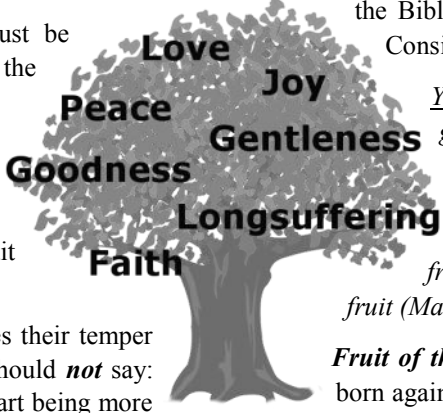 ust be
the
it
es their temper
hould not say:
art being more
Love
Joy
Peace
Gentleness
Goodness
Longsuffering
Faith
the Bibl
Consi
Y
g
fr
fruit (Ma
Fruit of th
born again